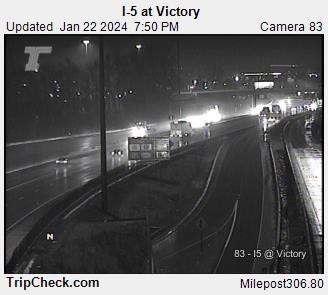 I-5 at Victory
Updated Jan 22 2024 7:50 PM Camera 83
N
83 - I5 @ Victory
TripCheck.com Milepost306.80